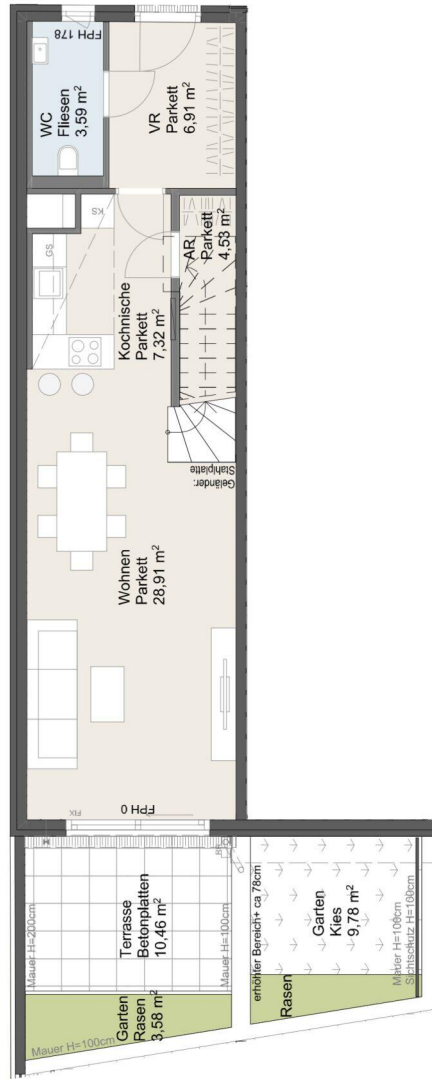 FPH 178
WC
Fliesen
3,59 m²
VR
Parkett
6,91 m²
KS
GS
AR
Parkett
4,53 m²
Kochnische
Parkett
7,32 m²
Geländer:
Stahlplatte
Wohnen
Parkett
28,91 m²
FIX
FPH 0
Mauer H=200cm
Terrasse
Betonplatten
10,46 m²
Mauer H=100cm
RR
erhöhter Bereich+ ca 78cm
Garten
Kies
9,78 m²
Mauer H=100cm
Sichtschutz H=100cm
Garten
Rasen
3,58 m²
Mauer H=100cm
Rasen